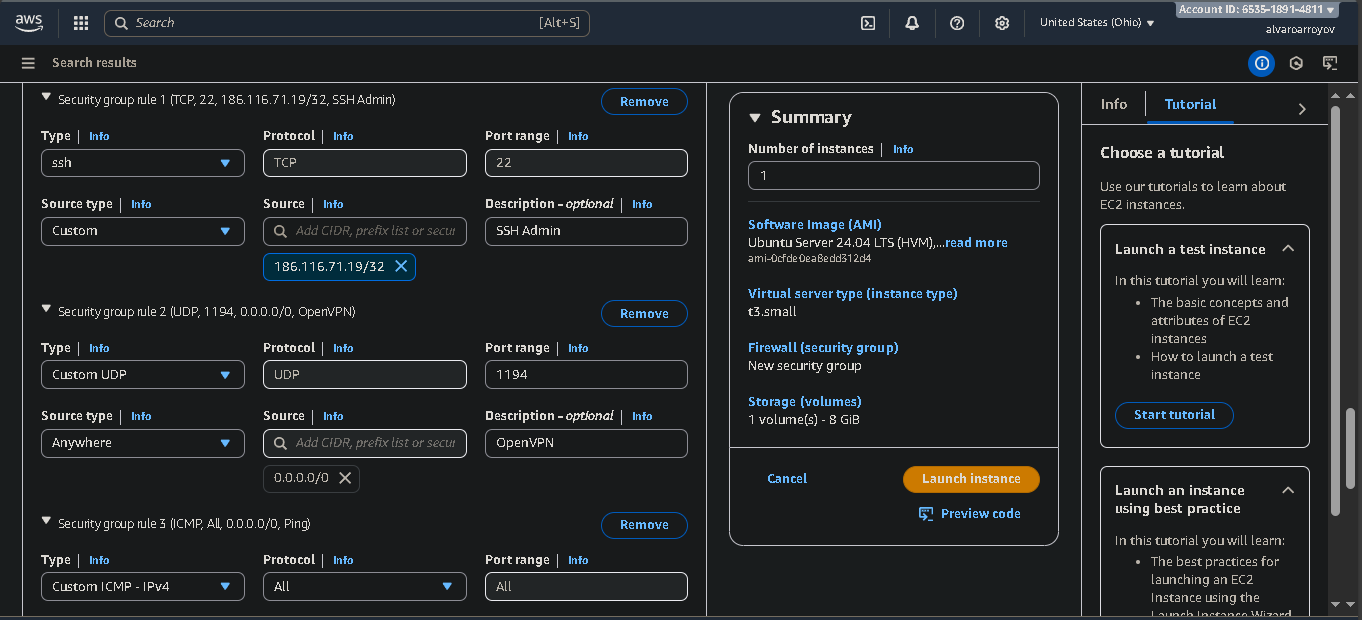 aws
Search [Alt+S]
United States (Ohio)
Account ID: 6535-1891-4811
alvaroarroyov
Search results
Security group rule 1 (TCP, 22, 186.116.71.19/32, SSH Admin)
Remove
Type | Info
Protocol | Info
Port range | Info
ssh
TCP
22
Source type | Info
Source | Info
Description - optional | Info
Custom
Add CIDR, prefix list or secur
SSH Admin
186.116.71.19/32
Security group rule 2 (UDP, 1194, 0.0.0.0/0, OpenVPN)
Remove
Type | Info
Protocol | Info
Port range | Info
Custom UDP
UDP
1194
Source type | Info
Source | Info
Description - optional | Info
Anywhere
Add CIDR, prefix list or secur
OpenVPN
0.0.0.0/0
Security group rule 3 (ICMP, All, 0.0.0.0/0, Ping)
Remove
Type | Info
Protocol | Info
Port range | Info
Custom ICMP - IPv4
All
All
Summary
Number of instances | Info
1
Software Image (AMI)
Ubuntu Server 24.04 LTS (HVM),...read more
ami-0cfde0ea8edd312d4
Virtual server type (instance type)
t3.small
Firewall (security group)
New security group
Storage (volumes)
1 volume(s) - 8 GiB
Cancel
Launch instance
Preview code
Info
Tutorial
Choose a tutorial
Use our tutorials to learn about
EC2 instances.
Launch a test instance
In this tutorial you will learn:
• The basic concepts and
attributes of EC2
instances
• How to launch a test
instance
Start tutorial
Launch an instance
using best practice
In this tutorial you will learn:
• The best practices for
launching an EC2
Instance using the
Launch Instance Wizard